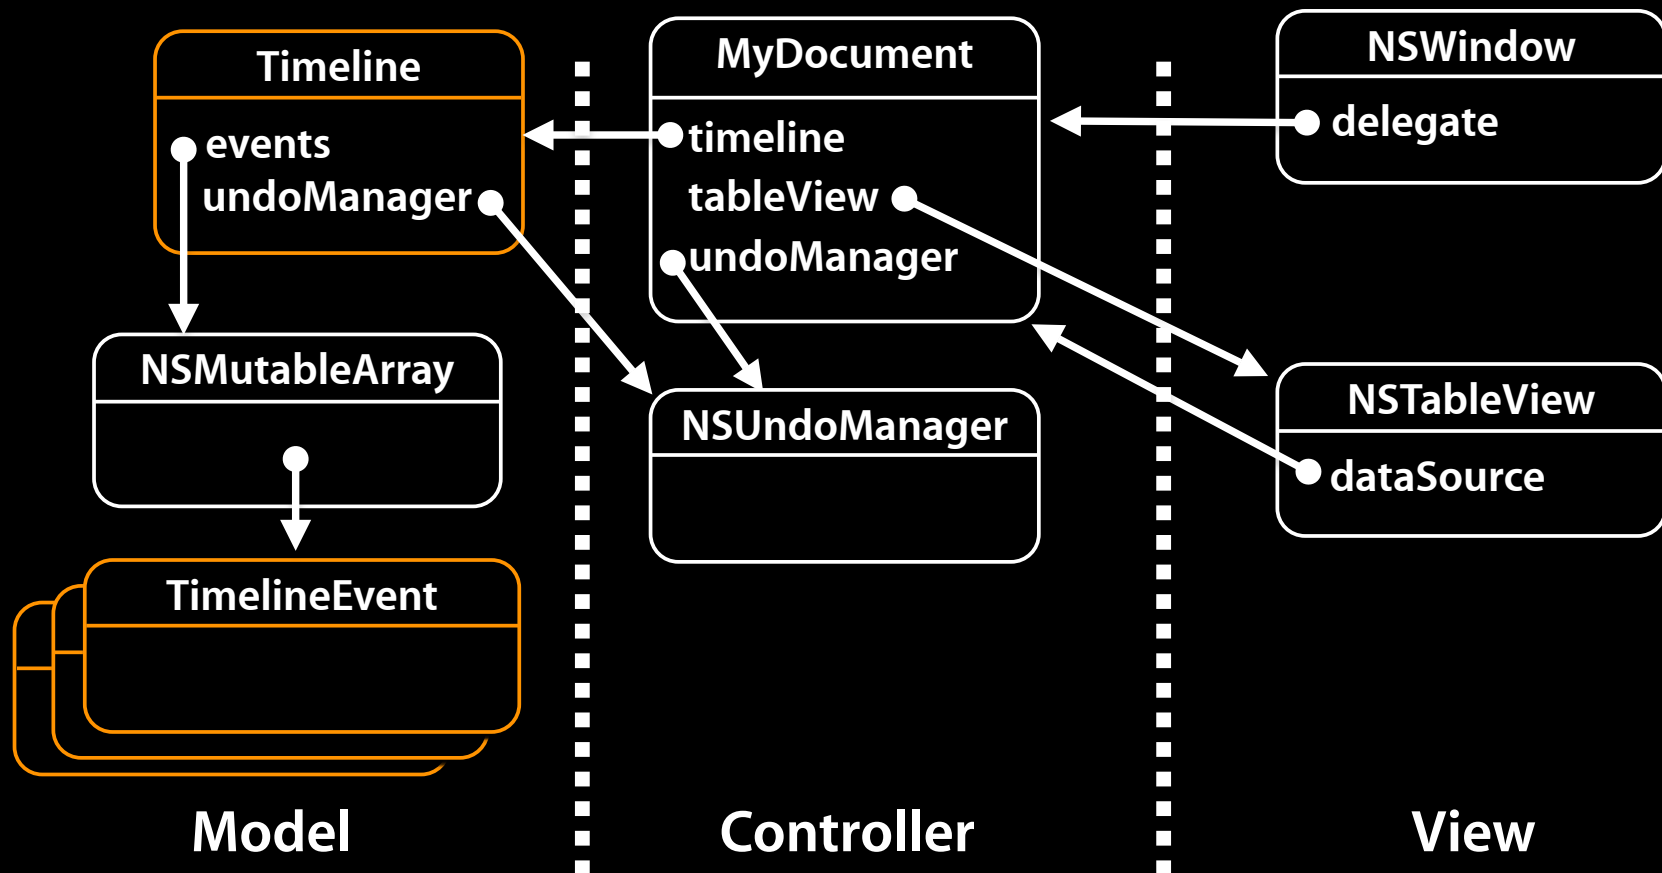 Timeline
events
undoManager
NSMutableArray
TimelineEvent
Model
MyDocument
timeline
tableView
undoManager
NSUndoManager
Controller
NSWindow
delegate
NSTableView
dataSource
View